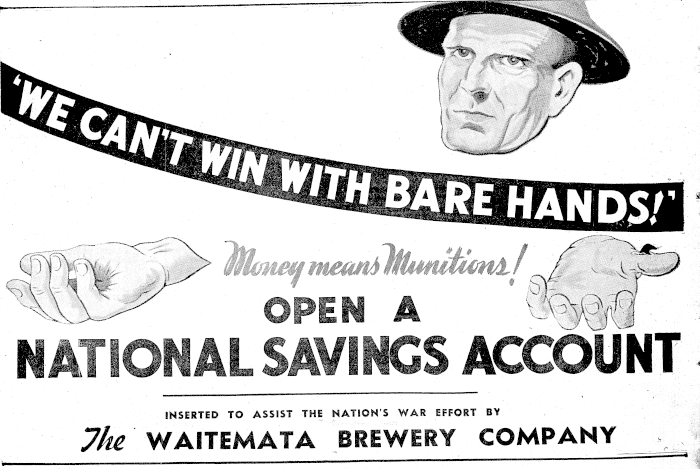 'WE CAN'T WIN WITH BARE HANDS!'
Money means Munitions!
OPEN A
NATIONAL SAVINGS ACCOUNT
INSERTED TO ASSIST THE NATION'S WAR EFFORT BY
The WAITEMATA BREWERY COMPANY